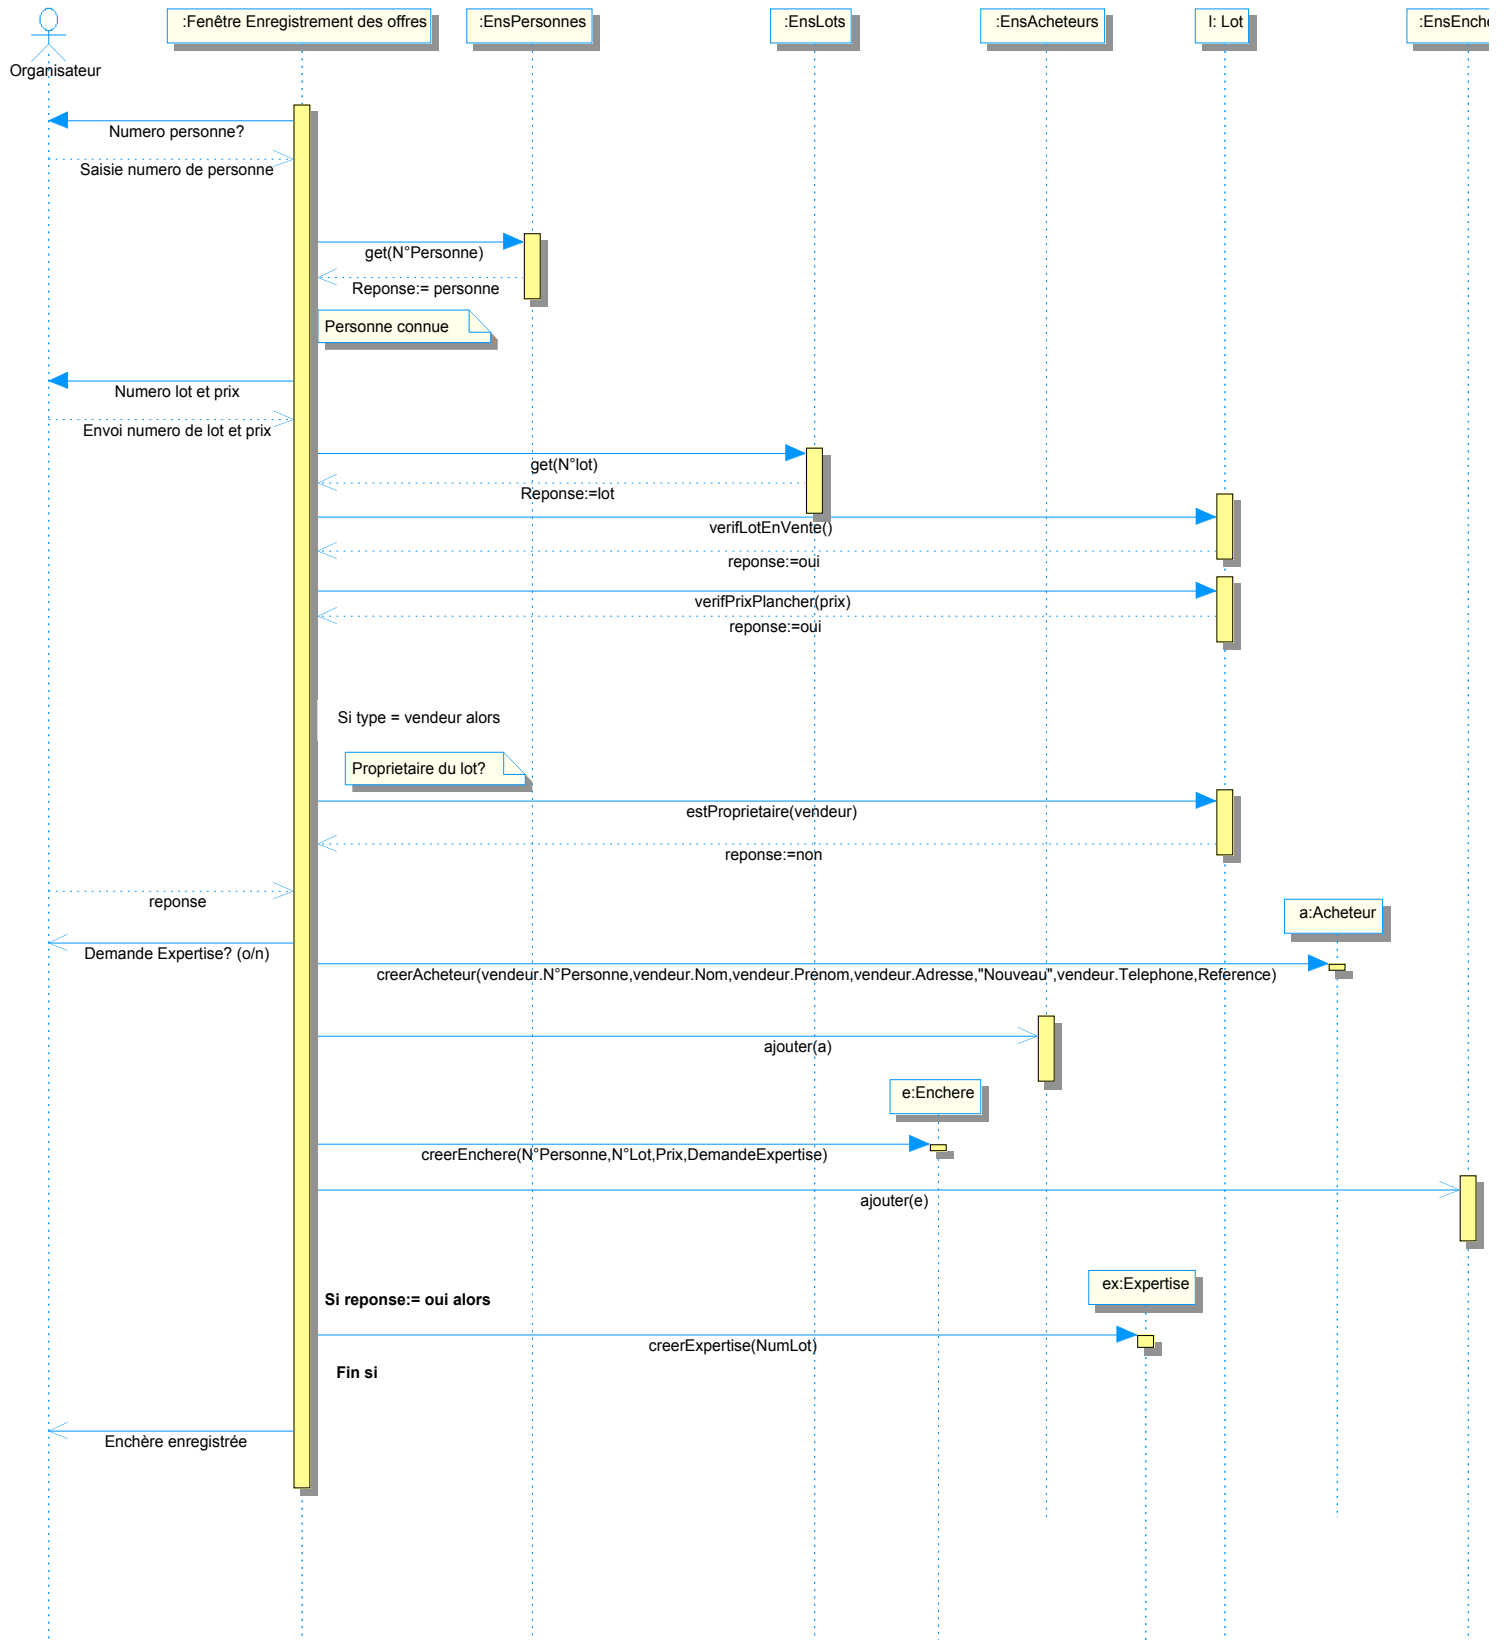 :Fenêtre Enregistrement des offres
:EnsPersonnes
:EnsLots
:EnsAcheteurs
l: Lot
Organisateur
Numero personne?
Saisie numero de personne
get(N°Personne)
Reponse:= personne
Personne connue
Numero lot et prix
Envoi numero de lot et prix
get(N°lot)
Reponse:=lot
verifLotEnVente()
reponse:=oui
verifPrixPlancher(prix)
reponse:=oui
Si type = vendeur alors
Proprietaire du lot?
estProprietaire(vendeur)
reponse:=non
reponse
a:Acheteur
Demande Expertise? (o/n)
creerAcheteur(vendeur.N°Personne,vendeur.Nom,vendeur.Prenom,vendeur.Adresse,"Nouveau",vendeur.Telephone,Reference)
ajouter(a)
e:Enchere
creerEnchere(N°Personne,N°Lot,Prix,DemandeExpertise)
ajouter(e)
ex:Expertise
Si reponse:= oui alors
creerExpertise(NumLot)
Fin si
Enchère enregistrée